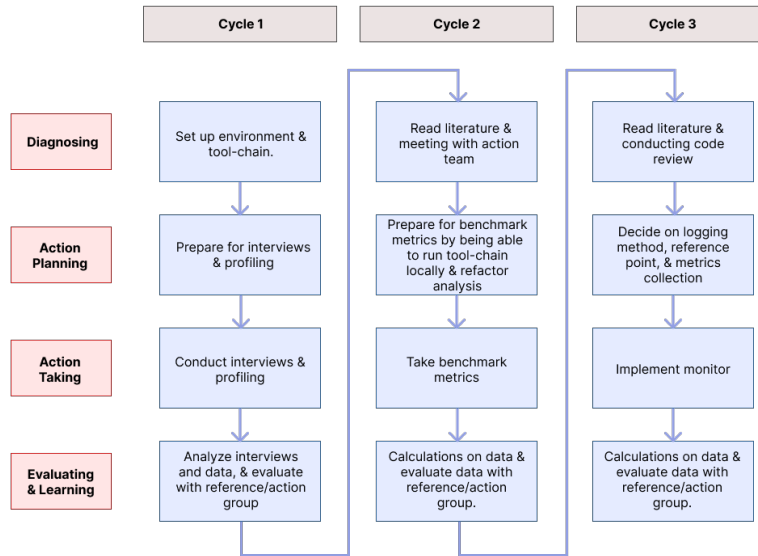 Cycle 1
Cycle 2
Cycle 3
Diagnosing
Set up environment &
tool-chain.
Read literature &
meeting with action
team
Read literature &
conducting code
review
Action
Planning
Prepare for interviews
& profiling
Prepare for benchmark
metrics by being able
to run tool-chain
locally & refactor
analysis
Decide on logging
method, reference
point, & metrics
collection
Action
Taking
Conduct interviews &
profiling
Take benchmark
metrics
Implement monitor
Evaluating
& Learning
Analyze interviews
and data, & evaluate
with reference/action
group
Calculations on data &
evaluate data with
reference/action
group.
Calculations on data &
evaluate data with
reference/action
group.